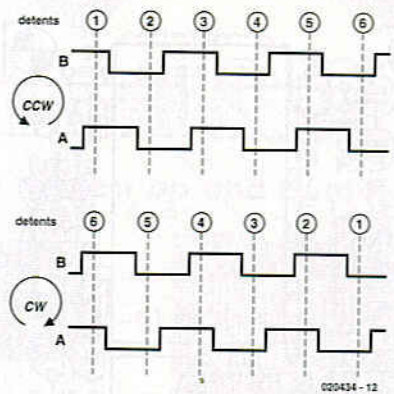 detents 1 2 3 4 5 6
B
CCW
A
detents 6 5 4 3 2 1
B
CW
A
020434 - 12